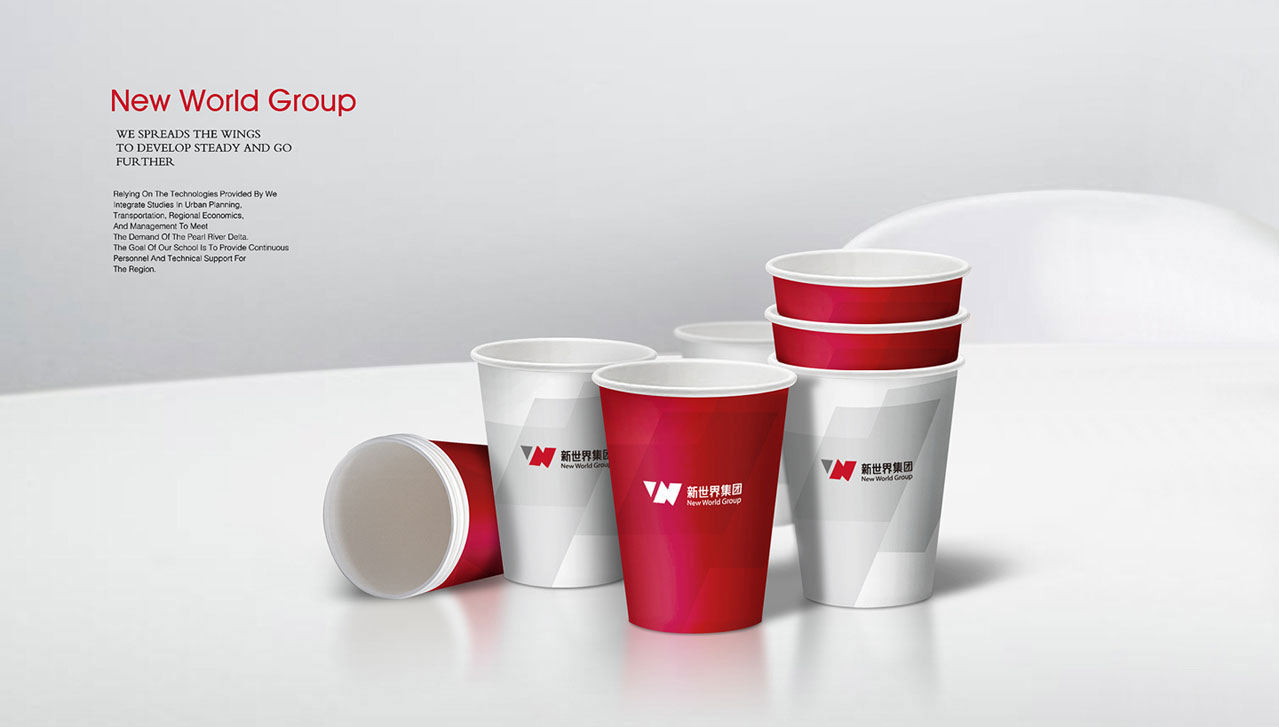 New World Group
WE SPREADS THE WINGS
TO DEVELOP STEADY AND GO
FURTHER
Relying On The Technologies Provided By We
Integrate Studies In Urban Planning,
Transportation, Regional Economics,
And Management To Meet
The Demand Of The Pearl River Delta.
The Goal Of Our School Is To Provide Continuous
Personnel And Technical Support For
The Region.
新世界集团
New World Group
新世界集团
New World Group
新世界集团
New World Group